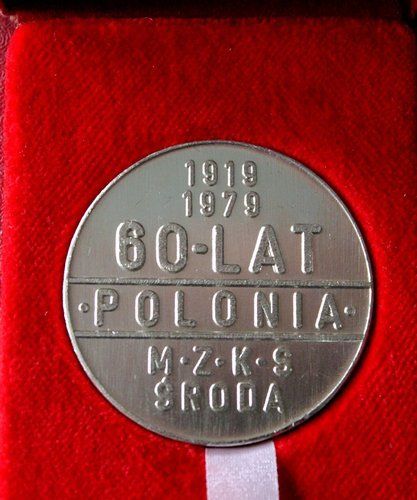 1919
1979
60-LAT
·POLONIA·
M·Z·K·S
ŚRODA